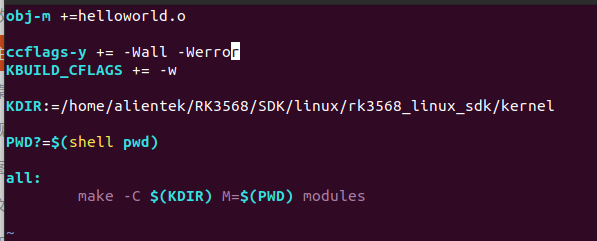 obj-m +=helloworld.o
ccflags-y += -Wall -Werror
KBUILD_CFLAGS += -w
KDIR:=/home/alientek/RK3568/SDK/linux/rk3568_linux_sdk/kernel
PWD?=$(shell pwd)
all:
        make -C $(KDIR) M=$(PWD) modules
~